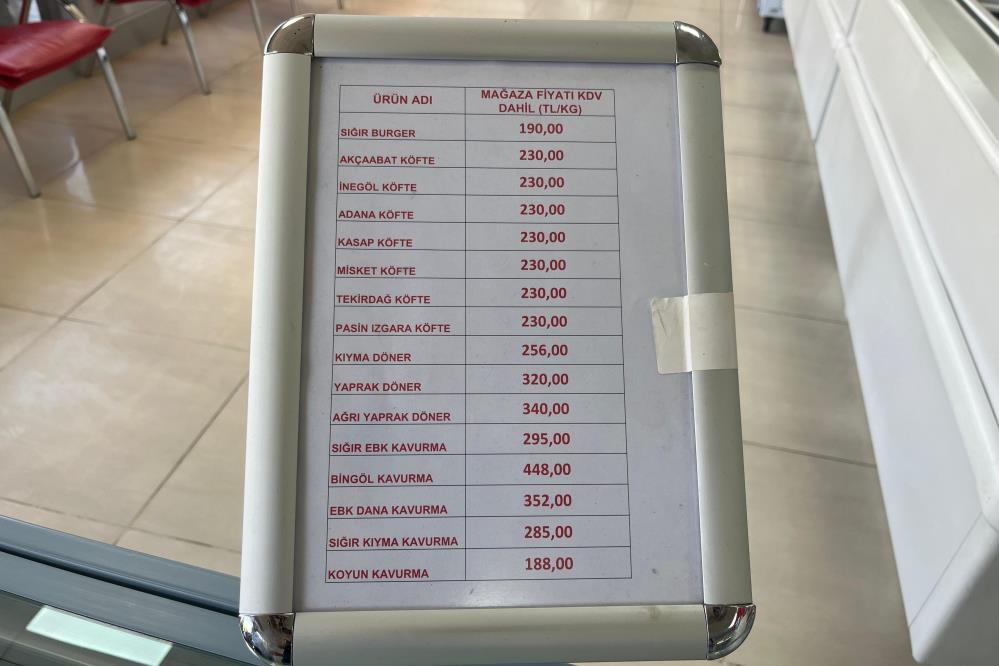 ÜRÜN ADI MAĞAZA FİYATI KDV
DAHİL (TL/KG)
SIĞIR BURGER 190,00
AKÇAABAT KÖFTE 230,00
İNEGÖL KÖFTE 230,00
ADANA KÖFTE 230,00
KASAP KÖFTE 230,00
MİSKET KÖFTE 230,00
TEKİRDAĞ KÖFTE 230,00
PASİN IZGARA KÖFTE 230,00
KIYMA DÖNER 256,00
YAPRAK DÖNER 320,00
AĞRI YAPRAK DÖNER 340,00
SIĞIR EBK KAVURMA 295,00
BİNGÖL KAVURMA 448,00
EBK DANA KAVURMA 352,00
SIĞIR KIYMA KAVURMA 285,00
KOYUN KAVURMA 188,00